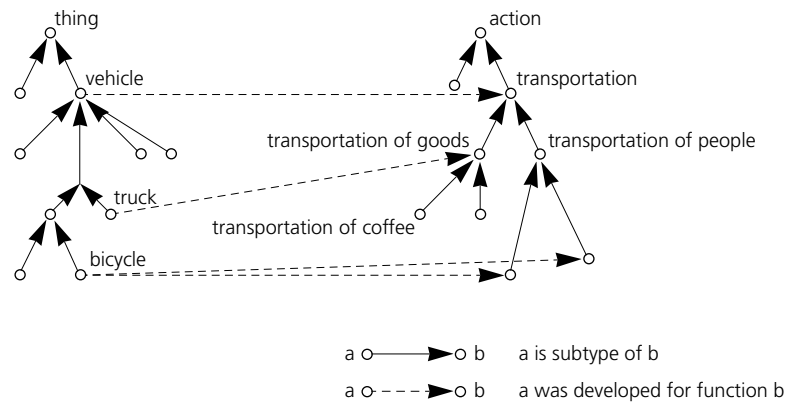 thing
action
vehicle
transportation
transportation of goods
transportation of people
truck
transportation of coffee
bicycle
a b a is subtype of b
a b a was developed for function b